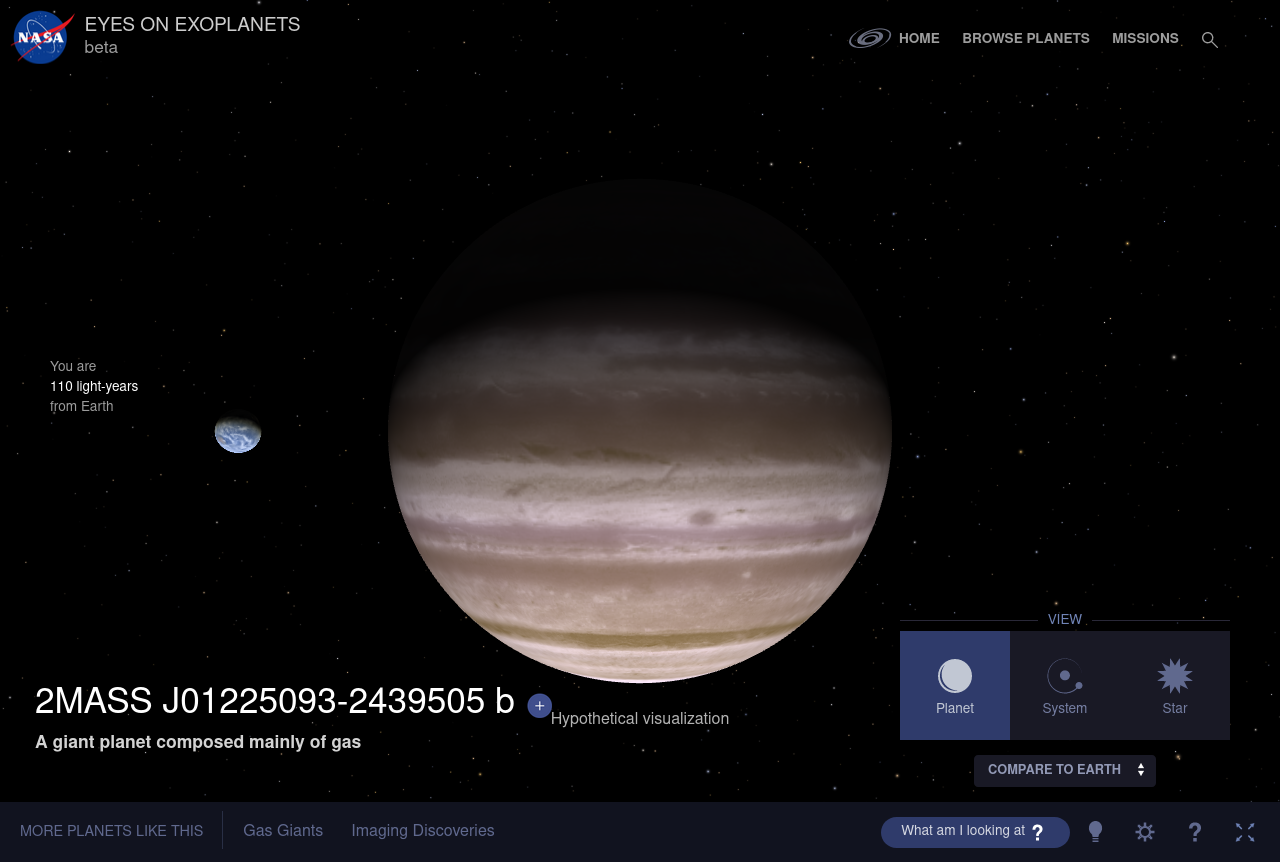 NASA
EYES ON EXOPLANETS
beta
HOME
BROWSE PLANETS
MISSIONS
You are
110 light-years
from Earth
VIEW
Planet
System
Star
2MASS J01225093-2439505 b
+
Hypothetical visualization
A giant planet composed mainly of gas
COMPARE TO EARTH
MORE PLANETS LIKE THIS
Gas Giants
Imaging Discoveries
What am I looking at ?
?